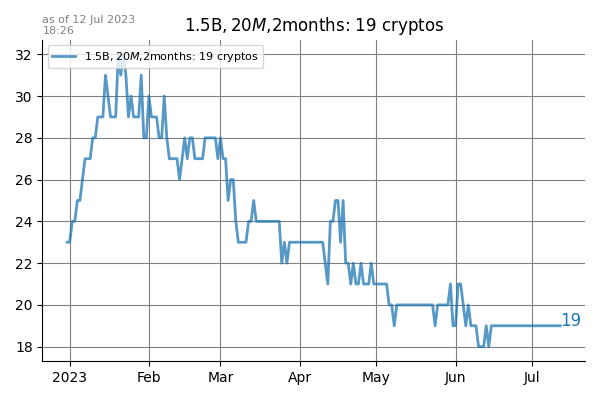 as of 12 Jul 2023
18:26
1.5B, 20M,2months: 19 cryptos
1.5B, 20M,2months: 19 cryptos
32
30
28
26
24
22
20
18
19
2023 Feb Mar Apr May Jun Jul